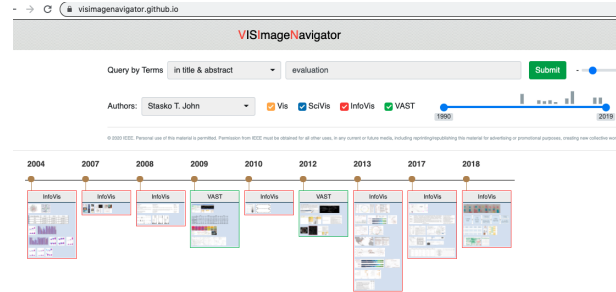 visimagenavigator.github.io
VISImageNavigator
Query by Terms in title & abstract evaluation Submit -
Authors: Stasko T. John Vis SciVis InfoVis VAST
1990 2019
© 2020 IEEE. Personal use of this material is permitted. Permission from IEEE must be obtained for all other uses, in any current or future media, including reprinting/republishing this material for advertising or promotional purposes, creating new collective wor
2004 2007 2008 2009 2010 2012 2013 2017 2018
InfoVis InfoVis InfoVis VAST InfoVis VAST InfoVis InfoVis InfoVis